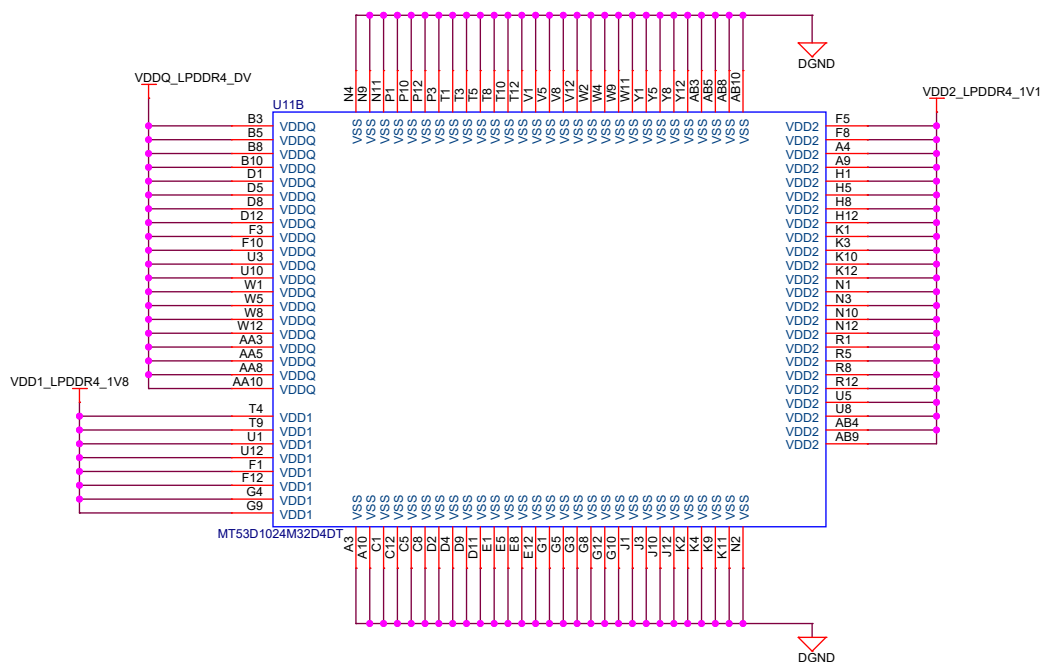 DGND
N4 N9 N11 P1 P10 P12 P3 T1 T3 T5 T8 T10 T12 V1 V5 V8 V12 W2 W4 W9 W11 Y1 Y5 Y8 Y12 AB3 AB5 AB8 AB10
VDDQ_LPDDR4_DV
VDD2_LPDDR4_1V1
U11B
VSS VSS VSS VSS VSS VSS VSS VSS VSS VSS VSS VSS VSS VSS VSS VSS VSS VSS VSS VSS VSS VSS VSS VSS VSS VSS VSS VSS VSS
B3 VDDQ VDD2 F5
B5 VDDQ VDD2 F8
B8 VDDQ VDD2 A4
B10 VDDQ VDD2 A9
D1 VDDQ VDD2 H1
D5 VDDQ VDD2 H5
D8 VDDQ VDD2 H8
D12 VDDQ VDD2 H12
F3 VDDQ VDD2 K1
F10 VDDQ VDD2 K3
U3 VDDQ VDD2 K10
U10 VDDQ VDD2 K12
W1 VDDQ VDD2 N1
W5 VDDQ VDD2 N3
W8 VDDQ VDD2 N10
W12 VDDQ VDD2 N12
AA3 VDDQ VDD2 R1
AA5 VDDQ VDD2 R5
AA8 VDDQ VDD2 R8
AA10 VDDQ VDD2 R12
VDD1_LPDDR4_1V8
VDD2 U5
T4 VDD1 VDD2 U8
T9 VDD1 VDD2 AB4
U1 VDD1 VDD2 AB9
U12 VDD1
F1 VDD1
F12 VDD1
G4 VDD1
G9 VDD1
VSS VSS VSS VSS VSS VSS VSS VSS VSS VSS VSS VSS VSS VSS VSS VSS VSS VSS VSS VSS VSS VSS VSS VSS VSS VSS VSS VSS VSS
MT53D1024M32D4DT
A3 A10 C1 C12 C5 C8 D2 D4 D9 D11 E1 E5 E8 E12 G1 G5 G3 G8 G12 G10 J1 J3 J10 J12 K2 K4 K9 K11 N2
DGND